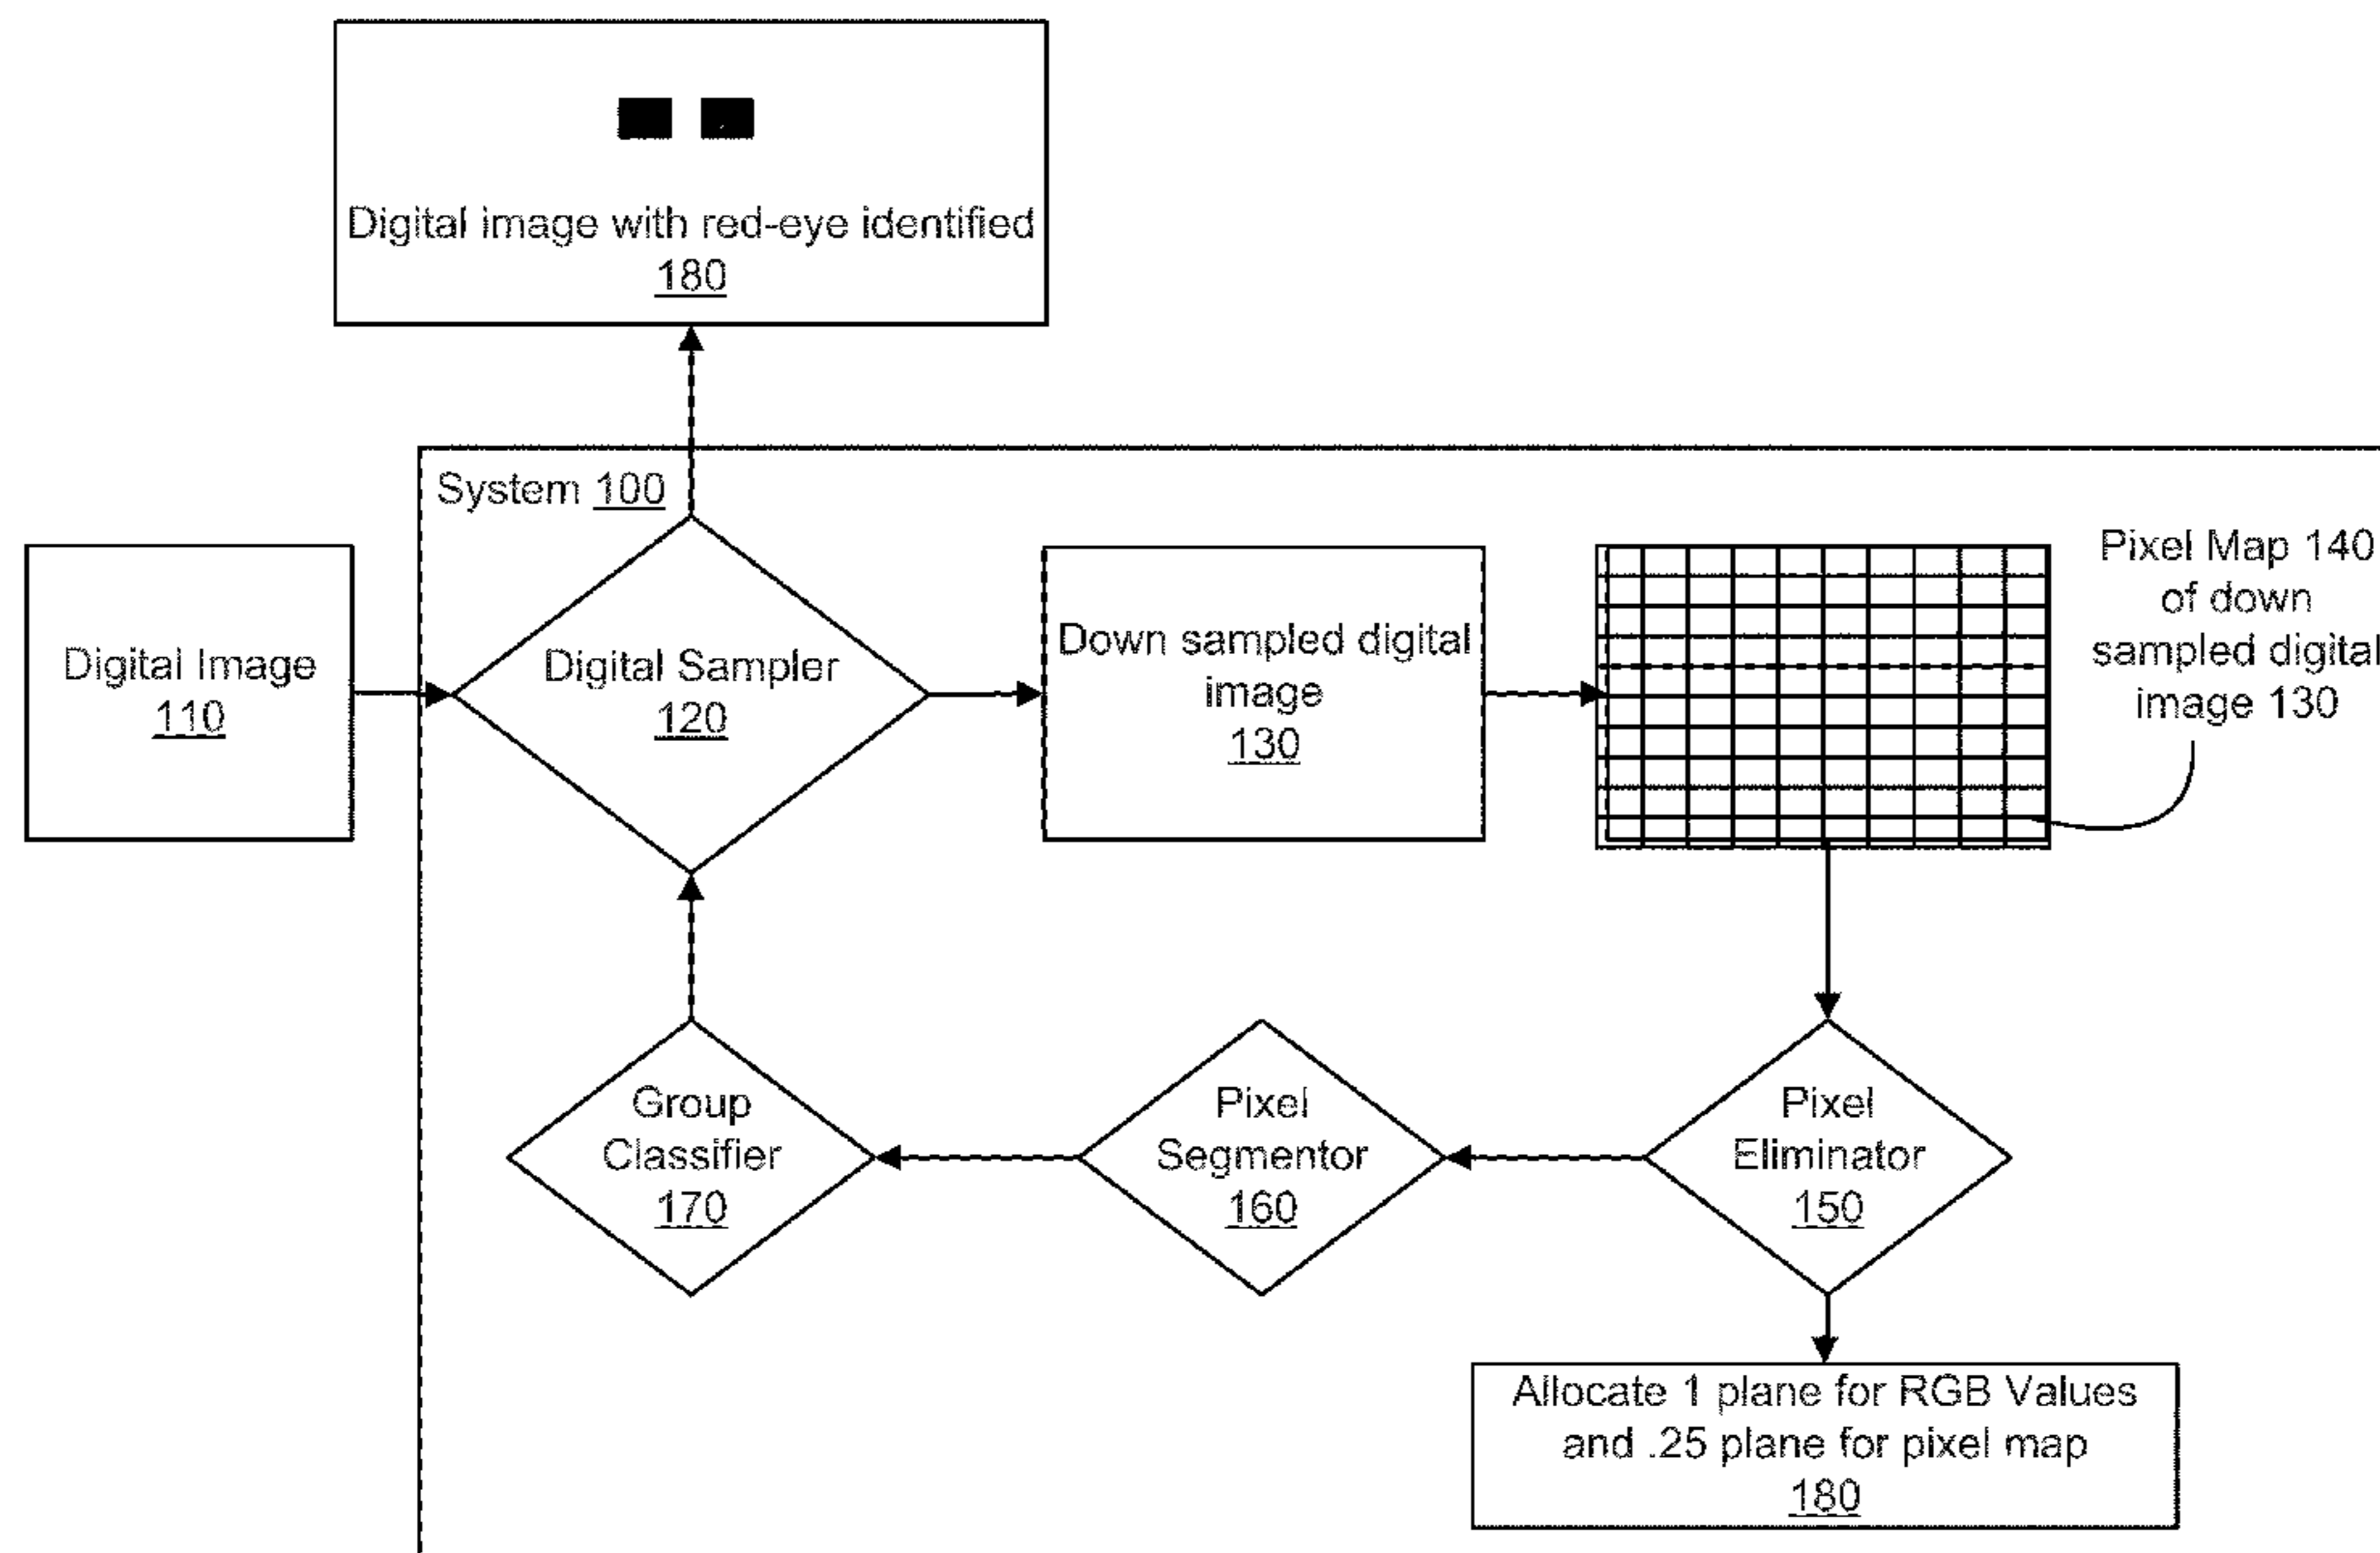 Digital image with red-eye identified
180
System 100
Digital Image
110
Digital Sampler
120
Down sampled digital
image
130
Pixel Map 140
of down
sampled digital
image 130
Group
Classifier
170
Pixel
Segmentor
160
Pixel
Eliminator
150
Allocate 1 plane for RGB Values
and .25 plane for pixel map
180